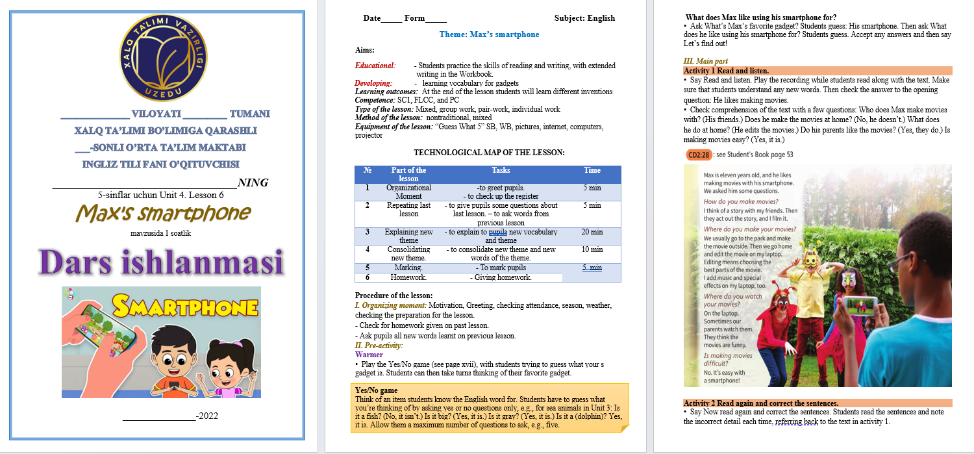 XALQ TA'LIMI VAZIRLIGI
UZEDU
____________ VILOYATI ________ TUMANI
XALQ TA'LIMI BO'LIMIGA QARASHLI
___-SONLI O'RTA TA'LIM MAKTABI
INGLIZ TILI FANI O'QITUVCHISI
____________________________NING
5-sinflar uchun Unit 4. Lesson 6
Max's smartphone
mavzusida 1 soatlik
Dars ishlanmasi
SMARTPHONE
____________-2022
Date_____ Form____ Subject: English
Theme: Max's smartphone
Aims:
Educational: - Students practice the skills of reading and writing, with extended
writing in the Workbook.
Developing: - learning vocabulary for gadgets
Learning outcomes: At the end of the lesson students will learn different inventions
Competence: SC1, FLCC, and PC
Type of the lesson: Mixed, group work, pair-work, individual work
Method of the lesson: nontraditional, mixed
Equipment of the lesson: "Guess What 5" SB, WB, pictures, internet, computers,
projector
TECHNOLOGICAL MAP OF THE LESSON:
№ Part of the lesson Tasks Time
1 Organizational Moment -to greet pupils. - to check up the register 5 min
2 Repeating last lesson - to give pupils some questions about last lesson. – to ask words from previous lesson 5 min
3 Explaining new theme - to explain to pupils new vocabulary and theme 20 min
4 Consolidating new theme. - to consolidate new theme and new words of the theme. 10 min
5 Marking. - To mark pupils 5. min
6 Homework. - Giving homework.
Procedure of the lesson:
I. Organizing moment: Motivation, Greeting, checking attendance, season, weather,
checking the preparation for the lesson.
- Check for homework given on past lesson.
- Ask pupils all new words learnt on previous lesson.
II. Pre-activity:
Warmer
• Play the Yes/No game (see page xvii), with students trying to guess what your s
gadget is. Students can then take turns thinking of their favorite gadget.
Yes/No game
Think of an item students know the English word for. Students have to guess what
you're thinking of by asking yes or no questions only, e.g., for sea animals in Unit 3: Is
it a fish? (No, it isn't.) Is it big? (Yes, it is.) Is it gray? (Yes, it is.) Is it a (dolphin)? Yes,
it is. Allow them a maximum number of questions to ask, e.g., five.
What does Max like using his smartphone for?
• Ask What's Max's favorite gadget? Students guess: His smartphone. Then ask What
does he like using his smartphone for? Students guess. Accept any answers and then say
Let's find out!
III. Main part
Activity 1 Read and listen.
• Say Read and listen. Play the recording while students read along with the text. Make
sure that students understand any new words. Then check the answer to the opening
question: He likes making movies.
• Check comprehension of the text with a few questions: Who does Max make movies
with? (His friends.) Does he make the movies at home? (No, he doesn't.) What does
he do at home? (He edits the movies.) Do his parents like the movies? (Yes, they do.) Is
making movies easy? (Yes, it is.)
CD2:28 : see Student's Book page 53
Max is eleven years old, and he likes
making movies with his smartphone.
We asked him some questions.
How do you make movies?
I think of a story with my friends. Then
they act out the story, and I film it.
Where do you make your movies?
We usually go to the park and make
the movie outside. Then we go home
and edit the movie on my laptop.
Editing means choosing the
best parts of the movie.
I add music and special
effects on my laptop, too.
Where do you watch
your movies?
On the laptop.
Sometimes our
parents watch them.
They think the
movies are funny.
Is making movies
difficult?
No. It's easy with
a smartphone!
Activity 2 Read again and correct the sentences.
• Say Now read again and correct the sentences. Students read the sentences and note
the incorrect detail each time, referring back to the text in activity 1.